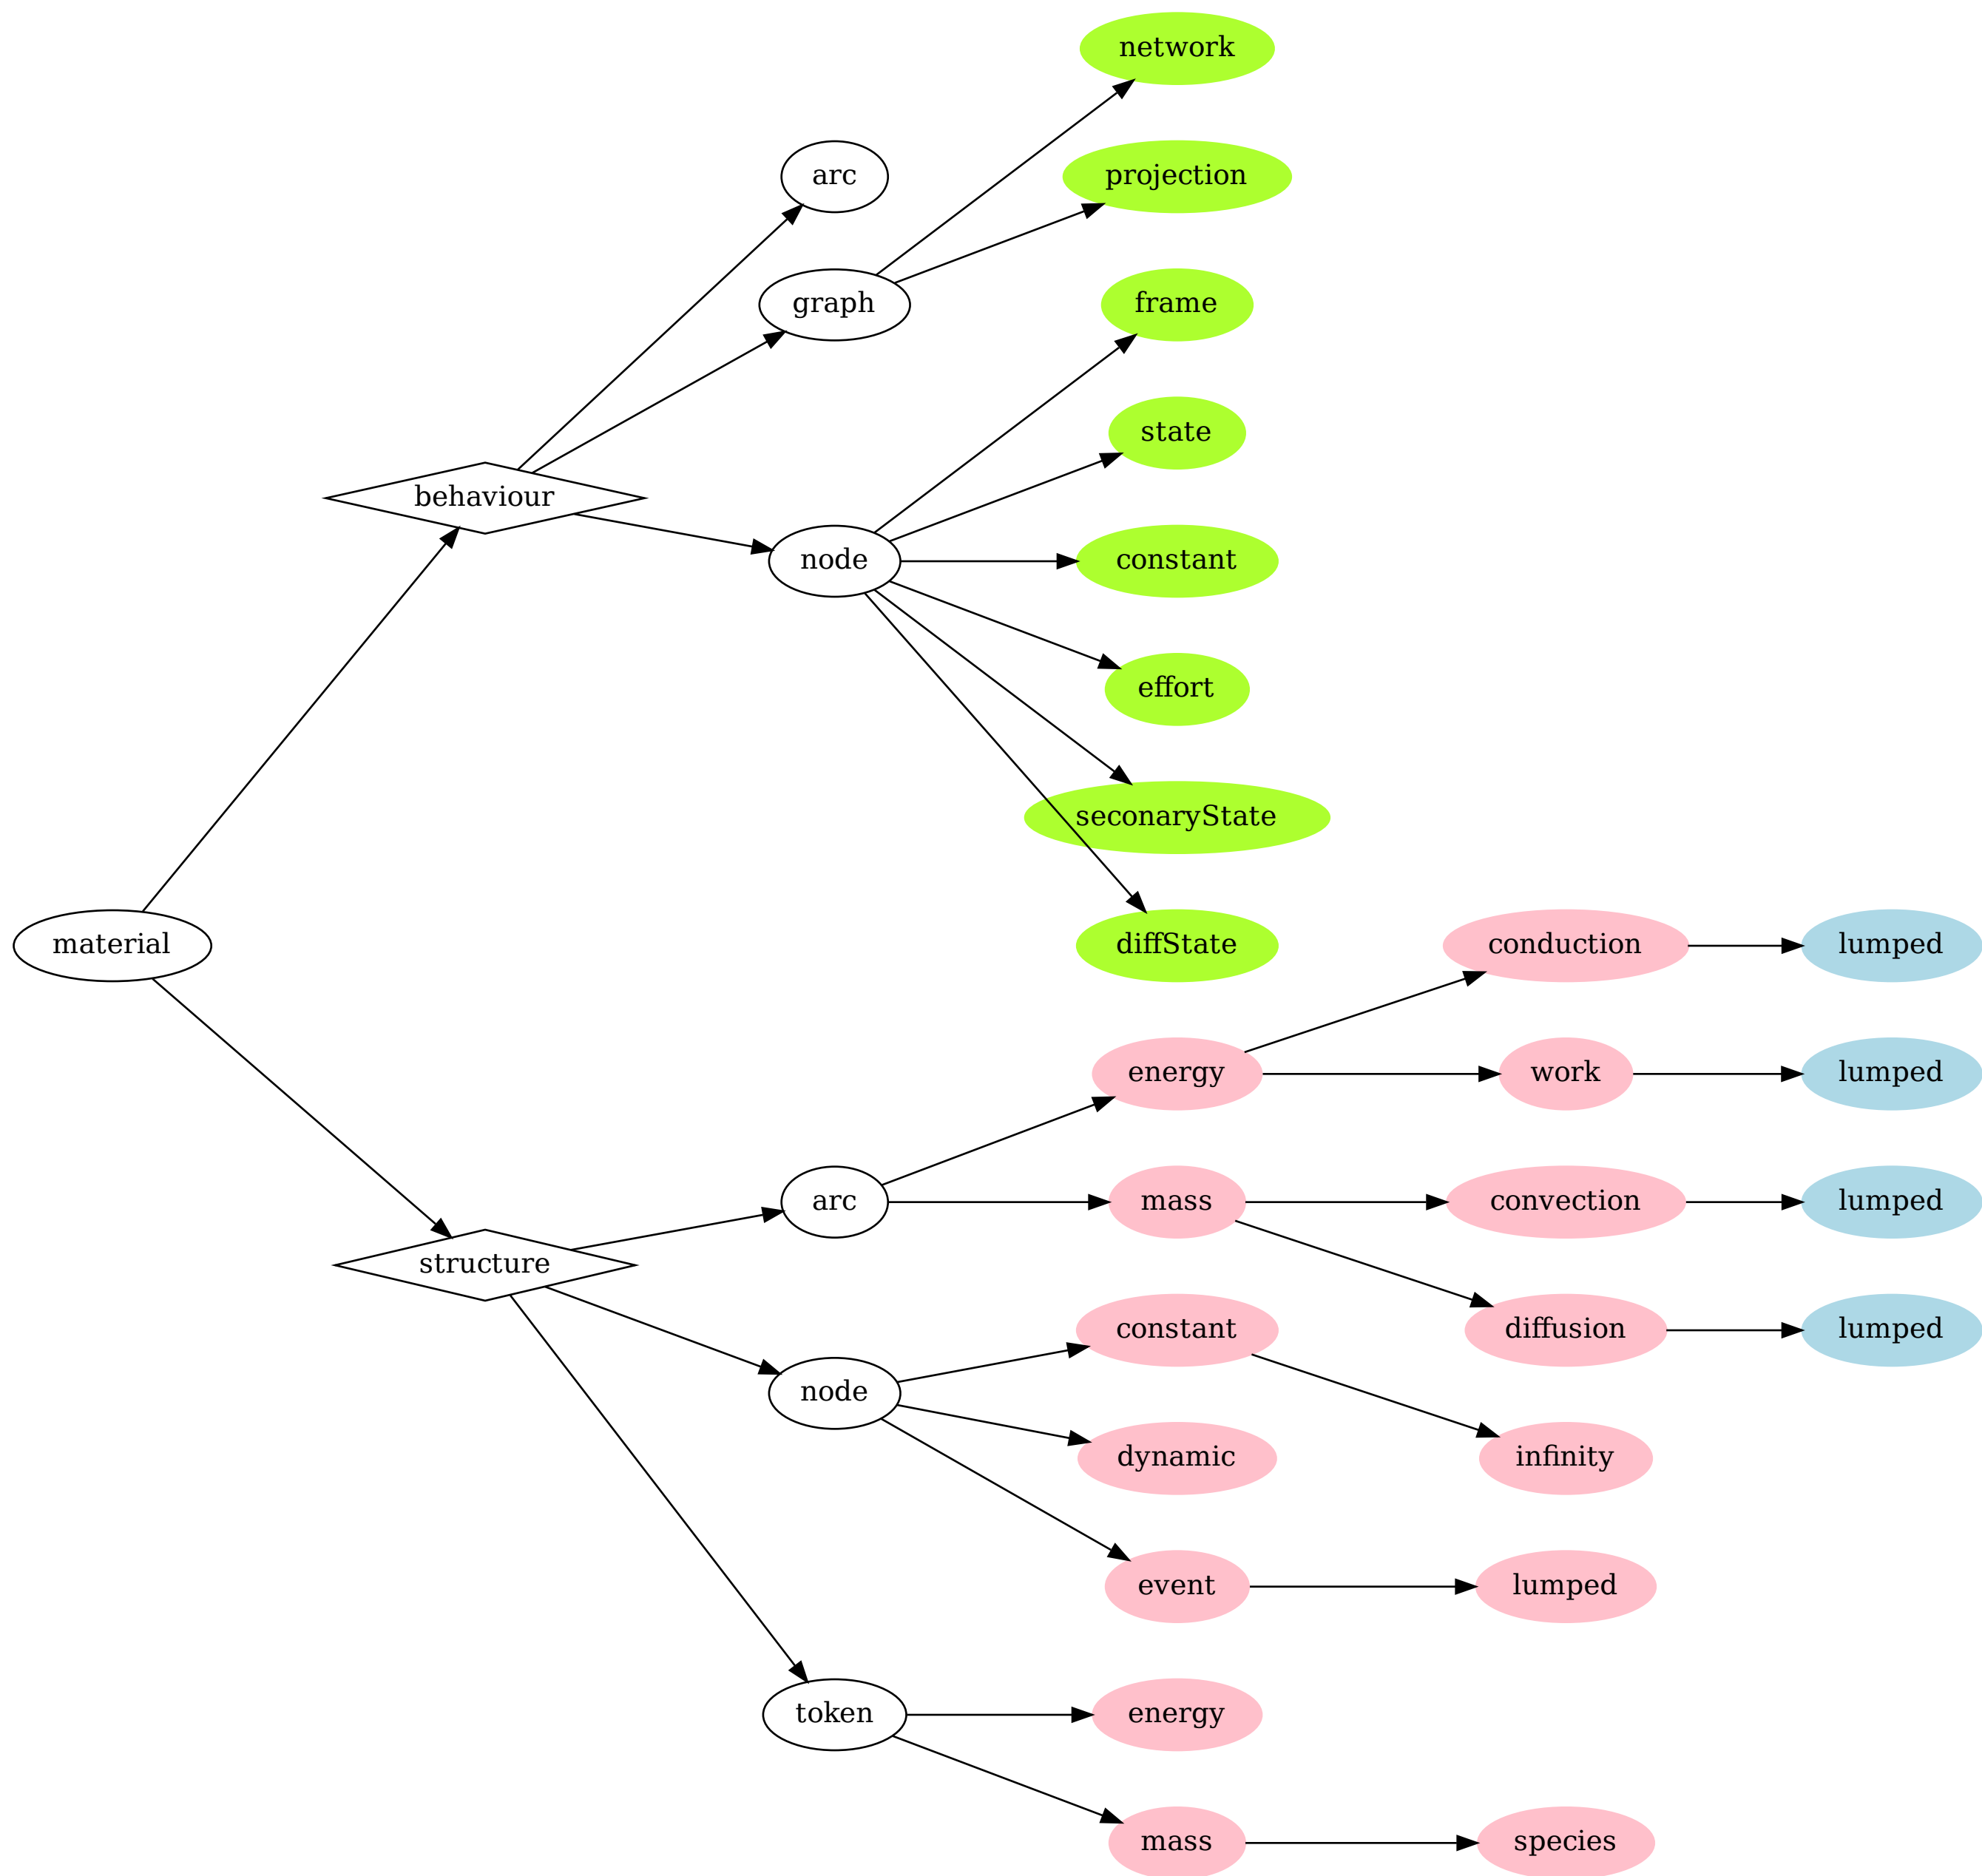 network
arc
projection
graph
frame
state
behaviour
node
constant
effort
seconaryState
material
diffState
conduction
lumped
energy
work
lumped
arc
mass
convection
lumped
structure
constant
diffusion
lumped
node
dynamic
infinity
event
lumped
token
energy
mass
species